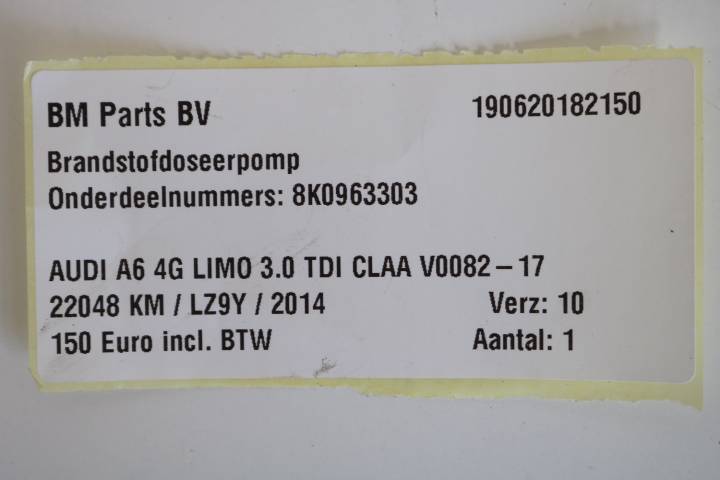 BM Parts BV 190620182150
Brandstofdoseerpomp
Onderdeelnummers: 8K0963303
AUDI A6 4G LIMO 3.0 TDI CLAA V0082-17
22048 KM / LZ9Y / 2014 Verz: 10
150 Euro incl. BTW Aantal: 1